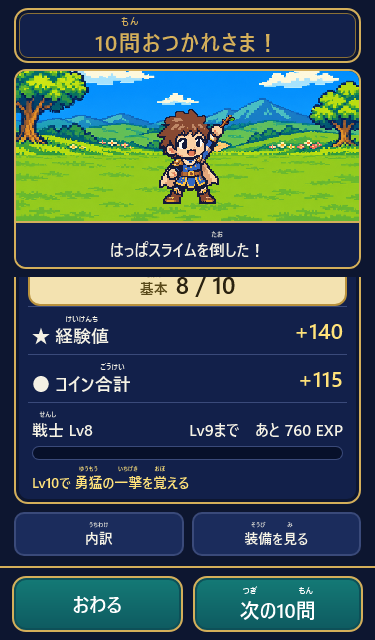 10問おつかれさま！
もん
はっぱスライムを倒した！
たお
基本 8 / 10
★ 経験値 +140
けいけんち
● コイン合計 +115
ごうけい
戦士 Lv8 Lv9まで あと 760 EXP
せんし
Lv10で 勇猛の一撃を覚える
ゆうもう いちげき おぼ
内訳
うちわけ
装備を見る
そうび み
おわる
次の10問
つぎ もん